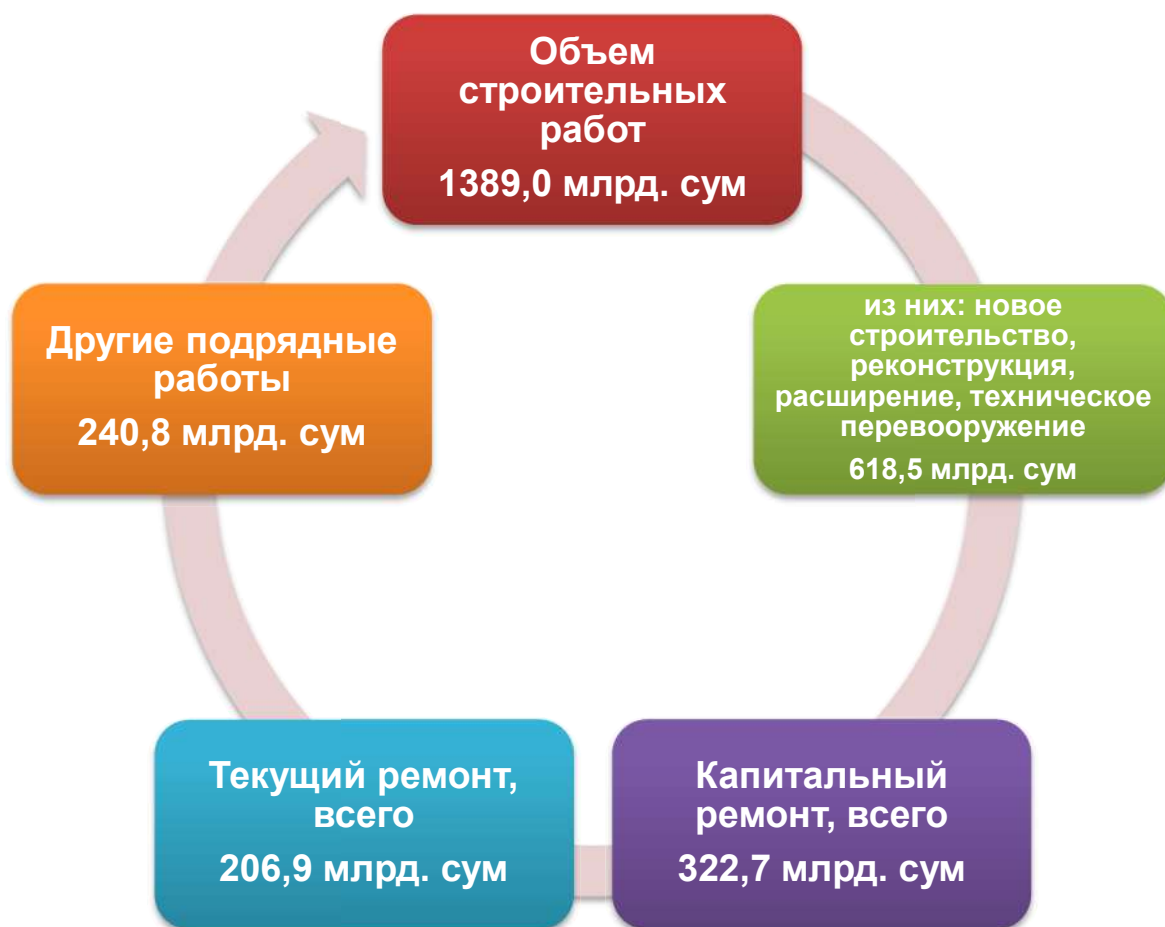 Объем
строительных
работ
1389,0 млрд. сум
из них: новое
строительство,
реконструкция,
расширение, техническое
перевооружение
618,5 млрд. сум
Капитальный
ремонт, всего
322,7 млрд. сум
Текущий ремонт,
всего
206,9 млрд. сум
Другие подрядные
работы
240,8 млрд. сум